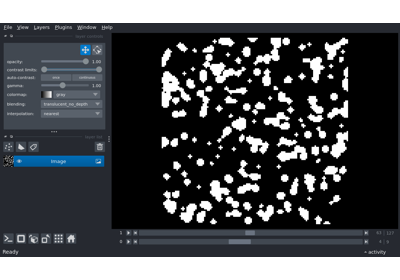 File View Layers Plugins Window Help
opacity: 1.00
contrast limits:
auto-contrast: once continuous
gamma: 1.00
colormap: gray
blending: translucent_no_depth
interpolation: nearest
Image
1
0
Ready
activity